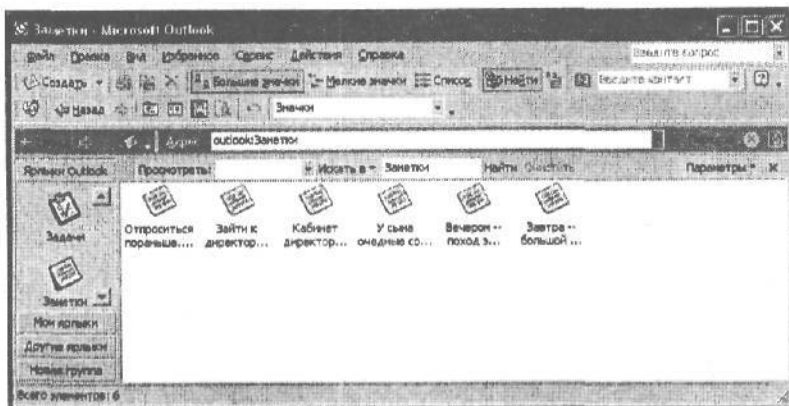 Заметки - Microsoft Outlook
Файл Правка Вид Избранное Сервис Действия Справка Введите вопрос
Создать Большие значки Мелкие значки Список Найти Введите контакт
Назад Значки
Адрес outlook:Заметки
Ярлыки Outlook Просмотреть: Искать в Заметки Найти Очистить Параметры
Задачи
Заметки
Отпроситься пораньше....
Зайти к директор...
Кабинет директор...
У сына очередные со...
Вечером -- поход з...
Завтра -- большой ...
Мои ярлыки
Другие ярлыки
Новая группа
Всего элементов: 6